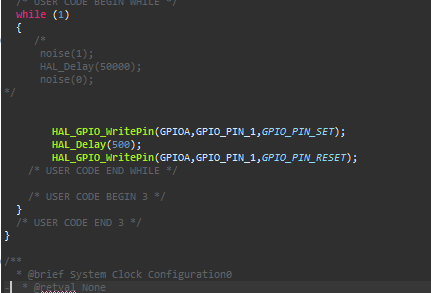 /* USER CODE BEGIN WHILE */
while (1)
{
/*
noise(1);
HAL_Delay(50000);
noise(0);
*/
HAL_GPIO_WritePin(GPIOA,GPIO_PIN_1,GPIO_PIN_SET);
HAL_Delay(500);
HAL_GPIO_WritePin(GPIOA,GPIO_PIN_1,GPIO_PIN_RESET);
/* USER CODE END WHILE */
/* USER CODE BEGIN 3 */
}
/* USER CODE END 3 */
}
/**
* @brief System Clock Configuration0
* @retval None